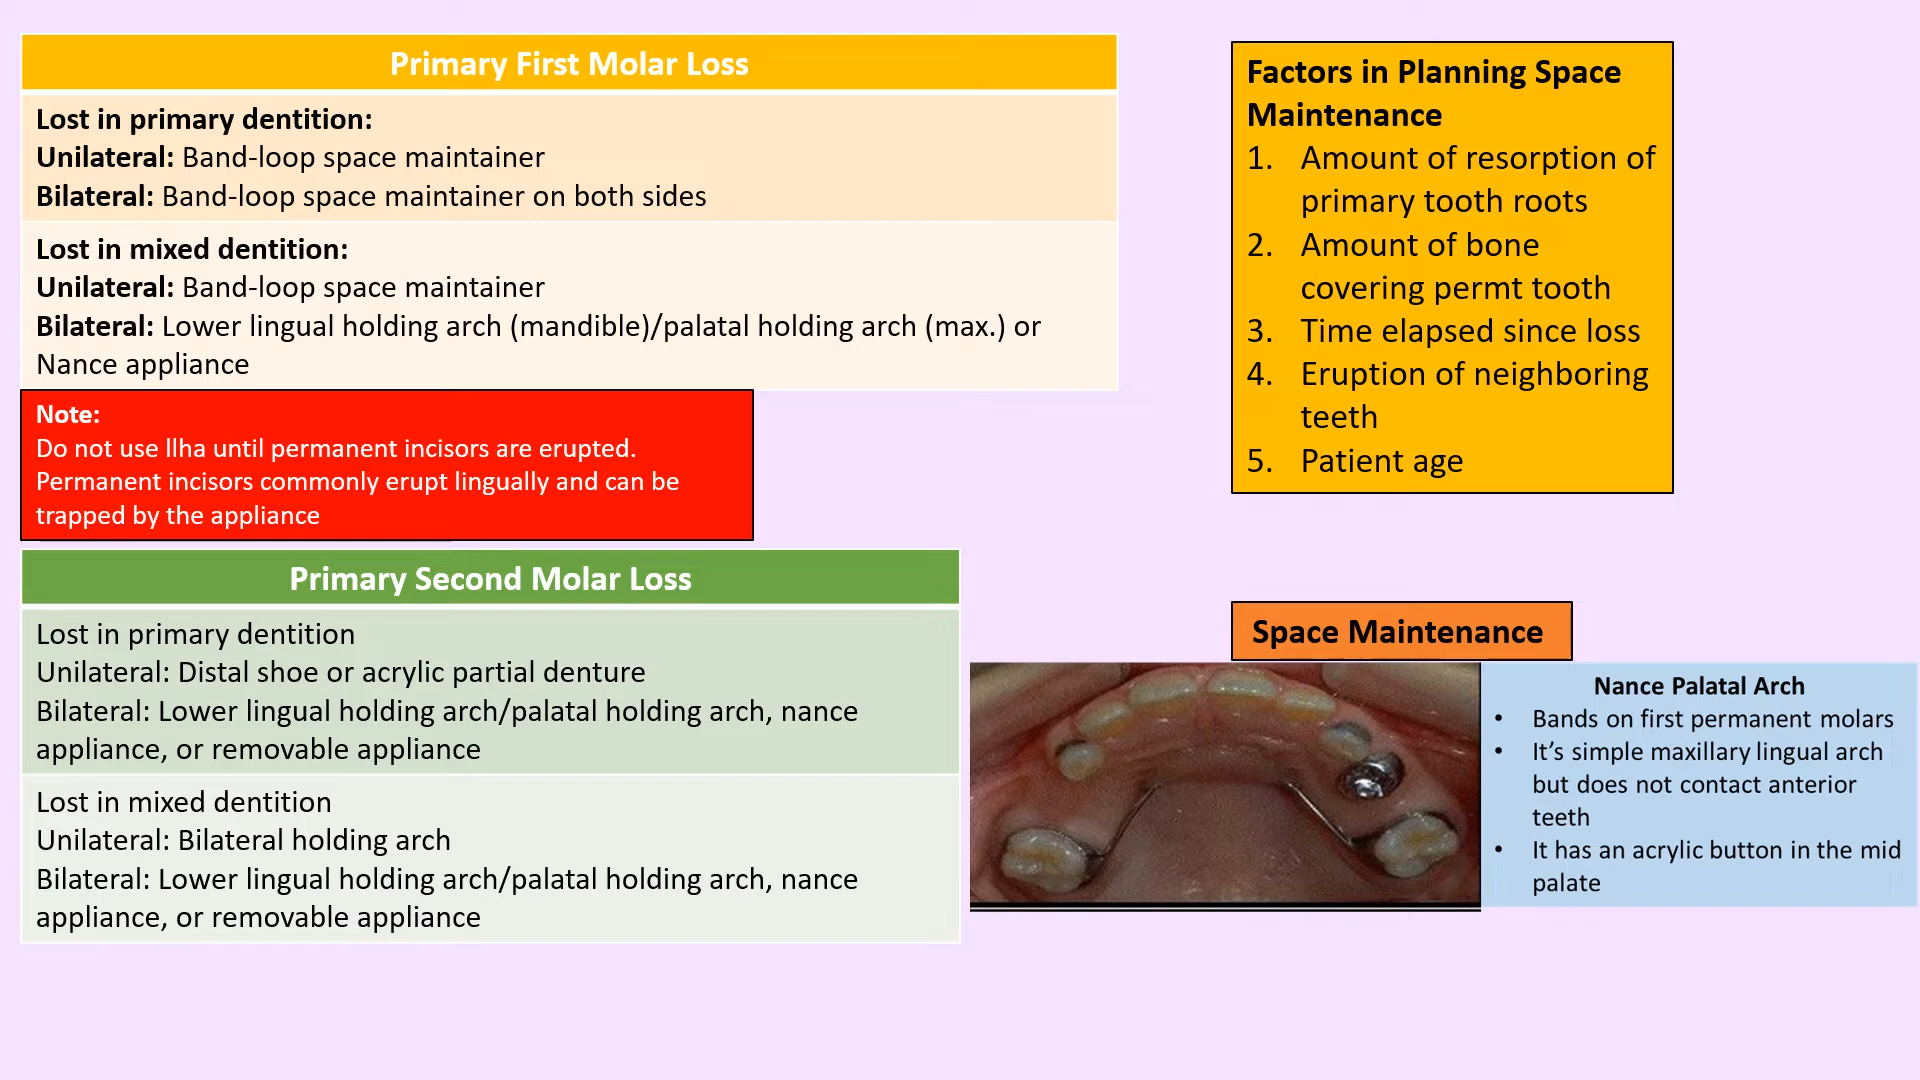 Primary First Molar Loss
Lost in primary dentition:
Unilateral: Band-loop space maintainer
Bilateral: Band-loop space maintainer on both sides
Lost in mixed dentition:
Unilateral: Band-loop space maintainer
Bilateral: Lower lingual holding arch (mandible)/palatal holding arch (max.) or
Nance appliance
Note:
Do not use llha until permanent incisors are erupted.
Permanent incisors commonly erupt lingually and can be
trapped by the appliance
Primary Second Molar Loss
Lost in primary dentition
Unilateral: Distal shoe or acrylic partial denture
Bilateral: Lower lingual holding arch/palatal holding arch, nance
appliance, or removable appliance
Lost in mixed dentition
Unilateral: Bilateral holding arch
Bilateral: Lower lingual holding arch/palatal holding arch, nance
appliance, or removable appliance
Factors in Planning Space
Maintenance
1. Amount of resorption of
primary tooth roots
2. Amount of bone
covering permt tooth
3. Time elapsed since loss
4. Eruption of neighboring
teeth
5. Patient age
Space Maintenance
Nance Palatal Arch
• Bands on first permanent molars
• It’s simple maxillary lingual arch
but does not contact anterior
teeth
• It has an acrylic button in the mid
palate